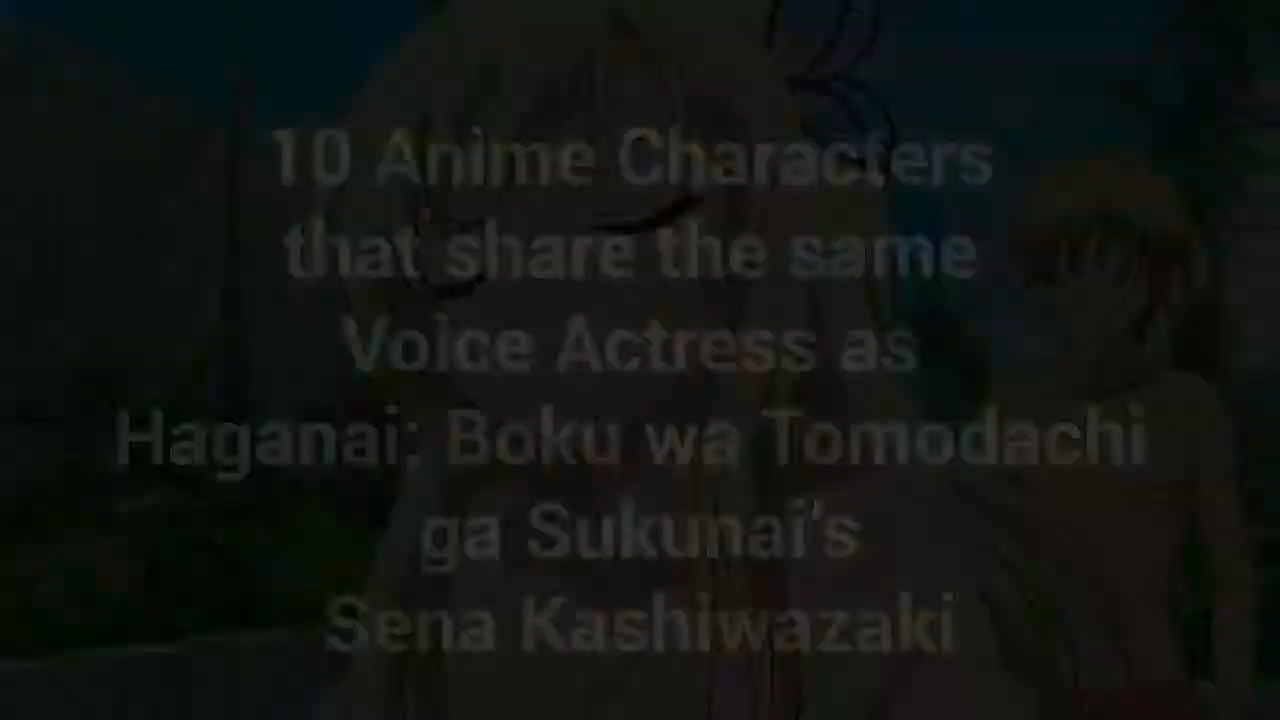 10 Anime Characters
that share the same
Voice Actress as
Haganai: Boku wa Tomodachi
ga Sukunai's
Sena Kashiwazaki